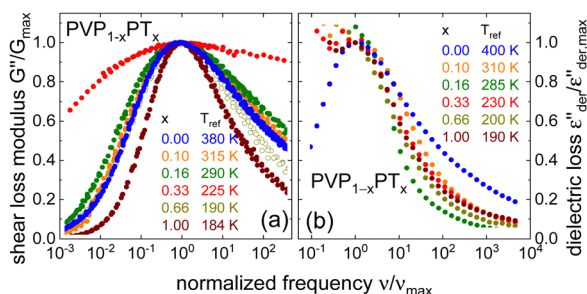 shear loss modulus G''/Gmax
1.0
0.8
0.6
0.4
0.2
0.0
PVP1-xPTx
x Tref
0.00 380 K
0.10 315 K
0.16 290 K
0.33 225 K
0.66 190 K
1.00 184 K
(a)
10⁻³ 10⁻² 10⁻¹ 10⁰ 10¹ 10²
x Tref
0.00 400 K
0.10 310 K
0.16 285 K
0.33 230 K
0.66 200 K
1.00 190 K
PVP1−xPTx
(b)
10⁻¹ 10⁰ 10¹ 10² 10³ 10⁴
1.0
0.8
0.6
0.4
0.2
0.0
dielectric loss ε''der/ε''der,max
normalized frequency ν/νmax